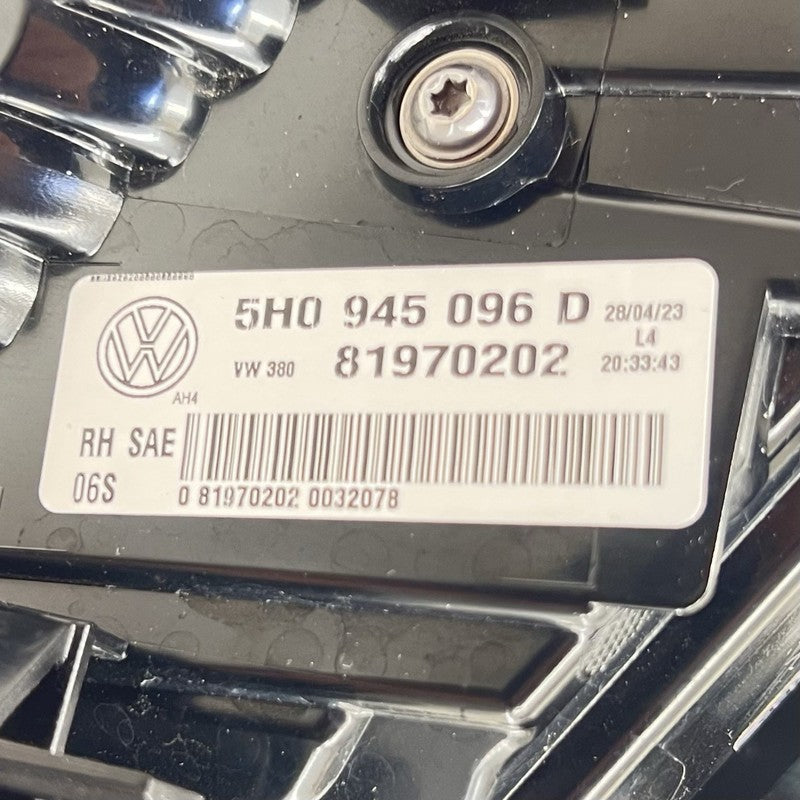 5H0 945 096 D 28/04/23
L4
VW 380 81970202 20:33:43
AH4
RH SAE
06S
0 81970202 0032078